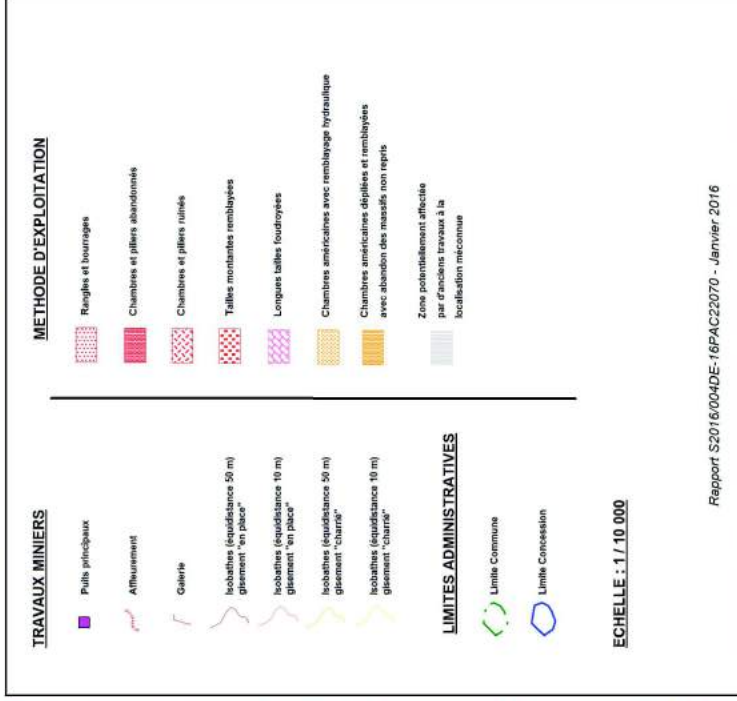 TRAVAUX MINIERS
Puits principaux
Affleurement
Galerie
Isobathes (équidistance 50 m)
gisement "en place"
Isobathes (équidistance 10 m)
gisement "en place"
Isobathes (équidistance 50 m)
gisement "charrié"
Isobathes (équidistance 10 m)
gisement "charrié"
LIMITES ADMINISTRATIVES
Limite Commune
Limite Concession
ECHELLE : 1 / 10 000
METHODE D'EXPLOITATION
Rangles et bourrages
Chambres et piliers abandonnés
Chambres et piliers ruinés
Tailles montantes remblayées
Longues tailles foudroyées
Chambres américaines avec remblayage hydraulique
Chambres américaines dépilées et remblayées
avec abandon des massifs non repris
Zone potentiellement affectée
par d'anciens travaux à la
localisation méconnue
Rapport S2016/004DE-16PAC22070 - Janvier 2016